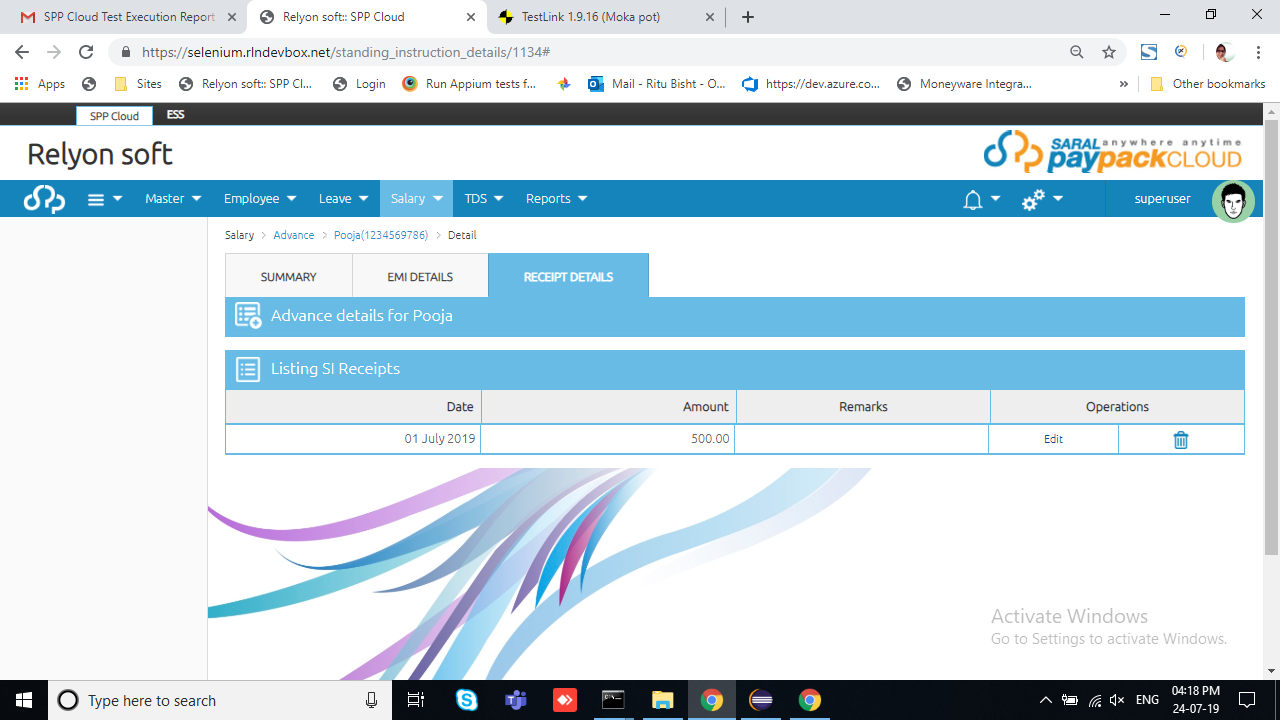 SPP Cloud Test Execution Report
Relyon soft:: SPP Cloud
TestLink 1.9.16 (Moka pot)
https://selenium.rlndevbox.net/standing_instruction_details/1134#
Apps
Sites
Relyon soft:: SPP Cl...
Login
Run Appium tests f...
Mail - Ritu Bisht - O...
https://dev.azure.co...
Moneyware Integra...
»
Other bookmarks
SPP Cloud
ESS
Relyon soft
SARAL anywhere anytime
paypackCLOUD
Master
Employee
Leave
Salary
TDS
Reports
superuser
Salary > Advance > Pooja(1234569786) > Detail
SUMMARY
EMI DETAILS
RECEIPT DETAILS
Advance details for Pooja
Listing SI Receipts
Date Amount Remarks Operations
01 July 2019 500.00 Edit
Activate Windows
Go to Settings to activate Windows.
Type here to search
ENG
04:18 PM
24-07-19